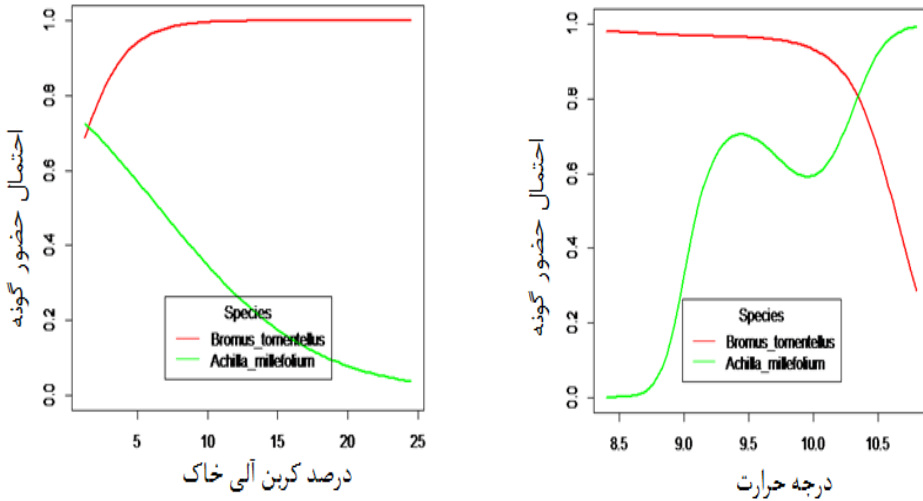 احتمال حضور گونه
1.0
0.8
0.6
0.4
0.2
0.0
Species
Bromus_tomentellus
Achilla_millefolium
5 10 15 20 25
درصد کربن آلی خاک
احتمال حضور گونه
1.0
0.8
0.6
0.4
0.2
0.0
Species
Bromus_tomentellus
Achilla_millefolium
8.5 9.0 9.5 10.0 10.5
درجه حرارت